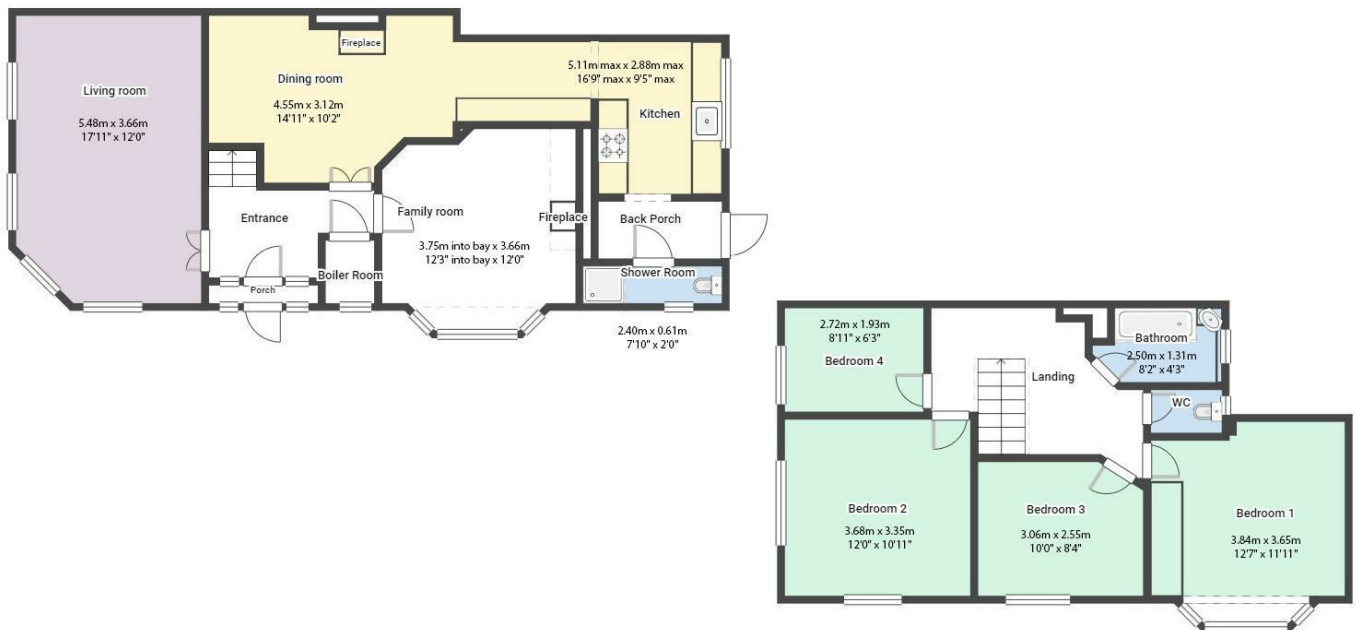 Living room
5.48m x 3.66m
17'11" x 12'0"
Fireplace
Dining room
4.55m x 3.12m
14'11" x 10'2"
5.11m max x 2.88m max
16'9" max x 9'5" max
Kitchen
Entrance
Porch
Boiler Room
Family room
3.75m into bay x 3.66m
12'3" into bay x 12'0"
Fireplace
Back Porch
Shower Room
2.40m x 0.61m
7'10" x 2'0"
2.72m x 1.93m
8'11" x 6'3"
Bedroom 4
Landing
Bathroom
2.50m x 1.31m
8'2" x 4'3"
WC
Bedroom 2
3.68m x 3.35m
12'0" x 10'11"
Bedroom 3
3.06m x 2.55m
10'0" x 8'4"
Bedroom 1
3.84m x 3.65m
12'7" x 11'11"